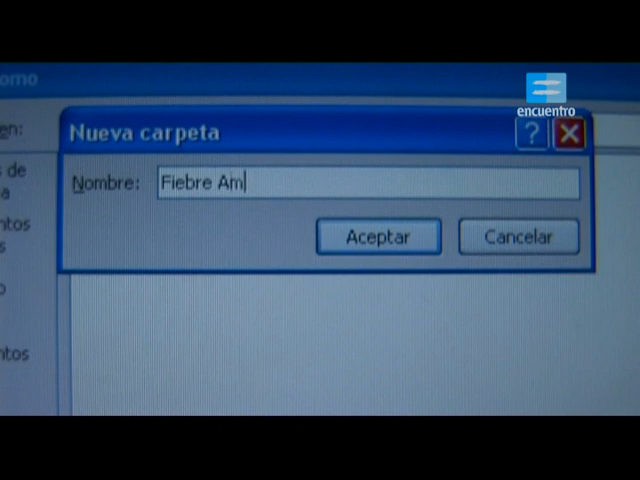 omo
encuentro
en:
Nueva carpeta
s de
a
Nombre: Fiebre Am
ntos
s
Aceptar Cancelar
o
ntos